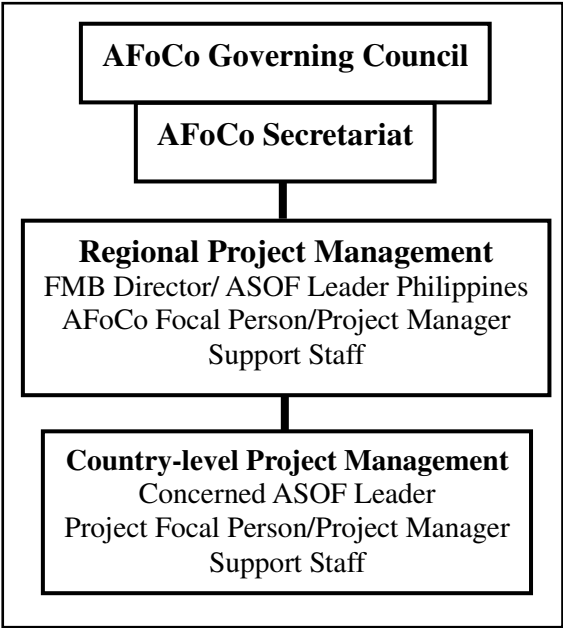 AFoCo Governing Council
AFoCo Secretariat
Regional Project Management
FMB Director/ ASOF Leader Philippines
AFoCo Focal Person/Project Manager
Support Staff
Country-level Project Management
Concerned ASOF Leader
Project Focal Person/Project Manager
Support Staff